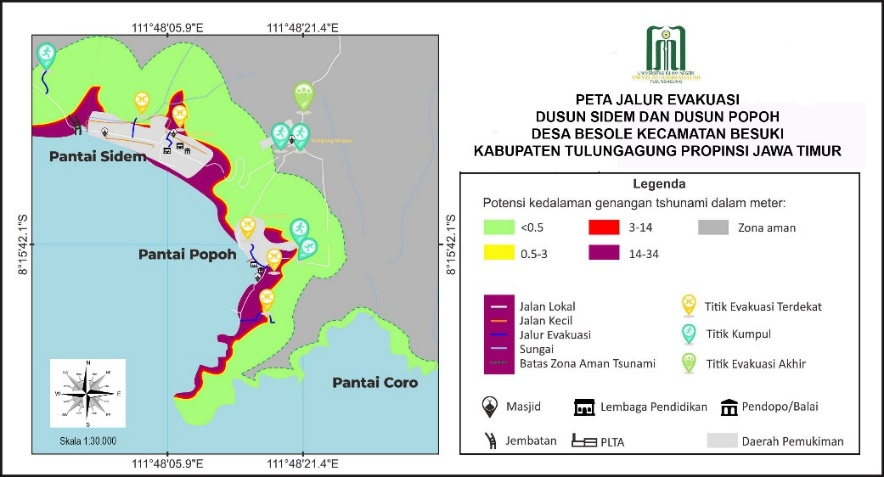 111°48'05.9"E
111°48'21.4"E
Pantai Sidem
Pantai Popoh
Pantai Coro
8°15'42.1"S
8°15'42.1"S
N
W
E
S
Skala 1:30.000
111°48'05.9"E
111°48'21.4"E
UNIVERSITAS ISLAM NEGERI
PETA JALUR EVAKUASI
DUSUN SIDEM DAN DUSUN POPOH
DESA BESOLE KECAMATAN BESUKI
KABUPATEN TULUNGAGUNG PROPINSI JAWA TIMUR
Legenda
Potensi kedalaman genangan tshunami dalam meter:
<0.5
3-14
Zona aman
0.5-3
14-34
Jalan Lokal
Jalan Kecil
Jalur Evakuasi
Sungai
Batas Zona Aman Tsunami
Titik Evakuasi Terdekat
Titik Kumpul
Titik Evakuasi Akhir
Masjid
Lembaga Pendidikan
Pendopo/Balai
Jembatan
PLTA
Daerah Pemukiman